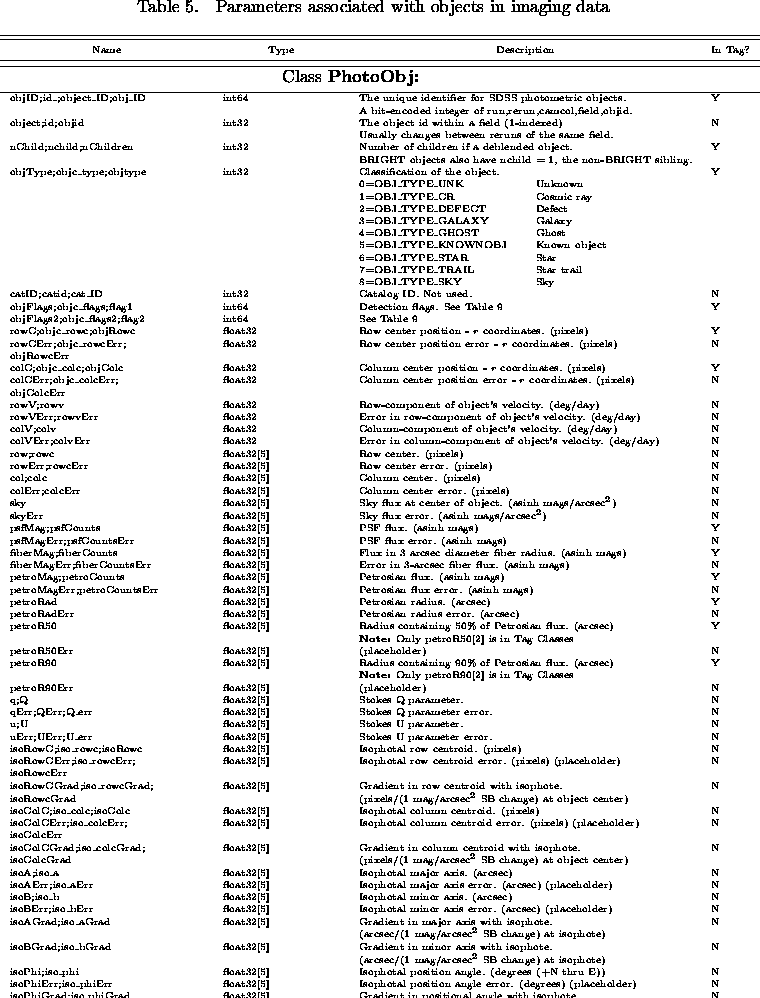 Table 5. Parameters associated with objects in imaging data
Name Type Description In Tag?
Class PhotoObj:
objID;id_;object_ID;obj_ID int64 The unique identifier for SDSS photometric objects. Y
A bit-encoded integer of run,rerun,camcol,field,objid.
object;id;objid int32 The object id within a field (1-indexed) N
Usually changes between reruns of the same field.
nChild;nchild;nChildren int32 Number of children if a deblended object. Y
BRIGHT objects also have nchild = 1, the non-BRIGHT sibling.
objType;objc_type;objtype int32 Classification of the object. Y
0=OBJ_TYPE_UNK Unknown
1=OBJ_TYPE_CR Cosmic ray
2=OBJ_TYPE_DEFECT Defect
3=OBJ_TYPE_GALAXY Galaxy
4=OBJ_TYPE_GHOST Ghost
5=OBJ_TYPE_KNOWNOBJ Known object
6=OBJ_TYPE_STAR Star
7=OBJ_TYPE_TRAIL Star trail
8=OBJ_TYPE_SKY Sky
catID;catid;cat_ID int32 Catalog ID. Not used. N
objFlags;objc_flags;flag1 int64 Detection flags. See Table 9 Y
objFlags2;objc_flags2;flag2 int64 See Table 9 N
rowC;objc_rowc;objRowc float32 Row center position - r coordinates. (pixels) Y
rowCErr;objc_rowcErr; float32 Row center position error - r coordinates. (pixels) N
objRowcErr
colC;objc_colc;objColc float32 Column center position - r coordinates. (pixels) Y
colCErr;objc_colcErr; float32 Column center position error - r coordinates. (pixels) N
objColcErr
rowV;rowv float32 Row-component of object's velocity. (deg/day) N
rowVErr;rowvErr float32 Error in row-component of object's velocity. (deg/day) N
colV;colv float32 Column-component of object's velocity. (deg/day) N
colVErr;colvErr float32 Error in column-component of object's velocity. (deg/day) N
row;rowc float32[5] Row center. (pixels) N
rowErr;rowcErr float32[5] Row center error. (pixels) N
col;colc float32[5] Column center. (pixels) N
colErr;colcErr float32[5] Column center error. (pixels) N
sky float32[5] Sky flux at center of object. (asinh mags/arcsec²) N
skyErr float32[5] Sky flux error. (asinh mags/arcsec²) N
psfMag;psfCounts float32[5] PSF flux. (asinh mags) Y
psfMagErr;psfCountsErr float32[5] PSF flux error. (asinh mags) N
fiberMag;fiberCounts float32[5] Flux in 3 arcsec diameter fiber radius. (asinh mags) Y
fiberMagErr;fiberCountsErr float32[5] Error in 3-arcsec fiber flux. (asinh mags) N
petroMag;petroCounts float32[5] Petrosian flux. (asinh mags) Y
petroMagErr;petroCountsErr float32[5] Petrosian flux error. (asinh mags) N
petroRad float32[5] Petrosian radius. (arcsec) Y
petroRadErr float32[5] Petrosian radius error. (arcsec) N
petroR50 float32[5] Radius containing 50% of Petrosian flux. (arcsec) Y
Note: Only petroR50[2] is in Tag Classes
petroR50Err float32[5] (placeholder) N
petroR90 float32[5] Radius containing 90% of Petrosian flux. (arcsec) Y
Note: Only petroR90[2] is in Tag Classes
petroR90Err float32[5] (placeholder) N
q;Q float32[5] Stokes Q parameter. N
qErr;QErr;Q_err float32[5] Stokes Q parameter error. N
u;U float32[5] Stokes U parameter. N
uErr;UErr;U_err float32[5] Stokes U parameter error. N
isoRowC;iso_rowc;isoRowc float32[5] Isophotal row centroid. (pixels) N
isoRowCErr;iso_rowcErr; float32[5] Isophotal row centroid error. (pixels) (placeholder) N
isoRowcErr
isoRowCGrad;iso_rowcGrad; float32[5] Gradient in row centroid with isophote. N
isoRowcGrad (pixels/(1 mag/arcsec² SB change) at object center)
isoColC;iso_colc;isoColc float32[5] Isophotal column centroid. (pixels) N
isoColCErr;iso_colcErr; float32[5] Isophotal column centroid error. (pixels) (placeholder) N
isoColcErr
isoColCGrad;iso_colcGrad; float32[5] Gradient in column centroid with isophote. N
isoColcGrad (pixels/(1 mag/arcsec² SB change) at object center)
isoA;iso_a float32[5] Isophotal major axis. (arcsec) N
isoAErr;iso_aErr float32[5] Isophotal major axis error. (arcsec) (placeholder) N
isoB;iso_b float32[5] Isophotal minor axis. (arcsec) N
isoBErr;iso_bErr float32[5] Isophotal minor axis error. (arcsec) (placeholder) N
isoAGrad;iso_aGrad float32[5] Gradient in major axis with isophote. N
(arcsec/(1 mag/arcsec² SB change) at isophote)
isoBGrad;iso_bGrad float32[5] Gradient in minor axis with isophote. N
(arcsec/(1 mag/arcsec² SB change) at isophote)
isoPhi;iso_phi float32[5] Isophotal position angle. (degrees (+N thru E)) N
isoPhiErr;iso_phiErr float32[5] Isophotal position angle error. (degrees) (placeholder) N
isoPhiGrad;iso_phiGrad float32[5] Gradient in positional angle with isophote N